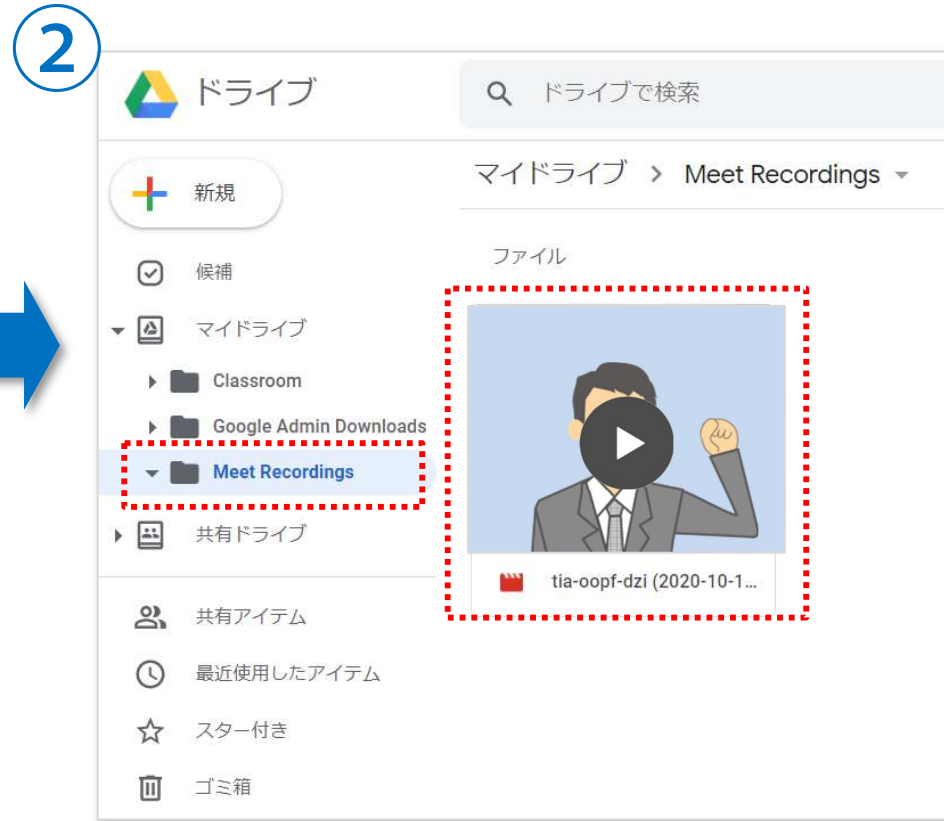 2
ドライブ
ドライブで検索
新規
マイドライブ > Meet Recordings
ファイル
候補
マイドライブ
Classroom
Google Admin Downloads
Meet Recordings
共有ドライブ
tia-oopf-dzi (2020-10-1...
共有アイテム
最近使用したアイテム
スター付き
ゴミ箱